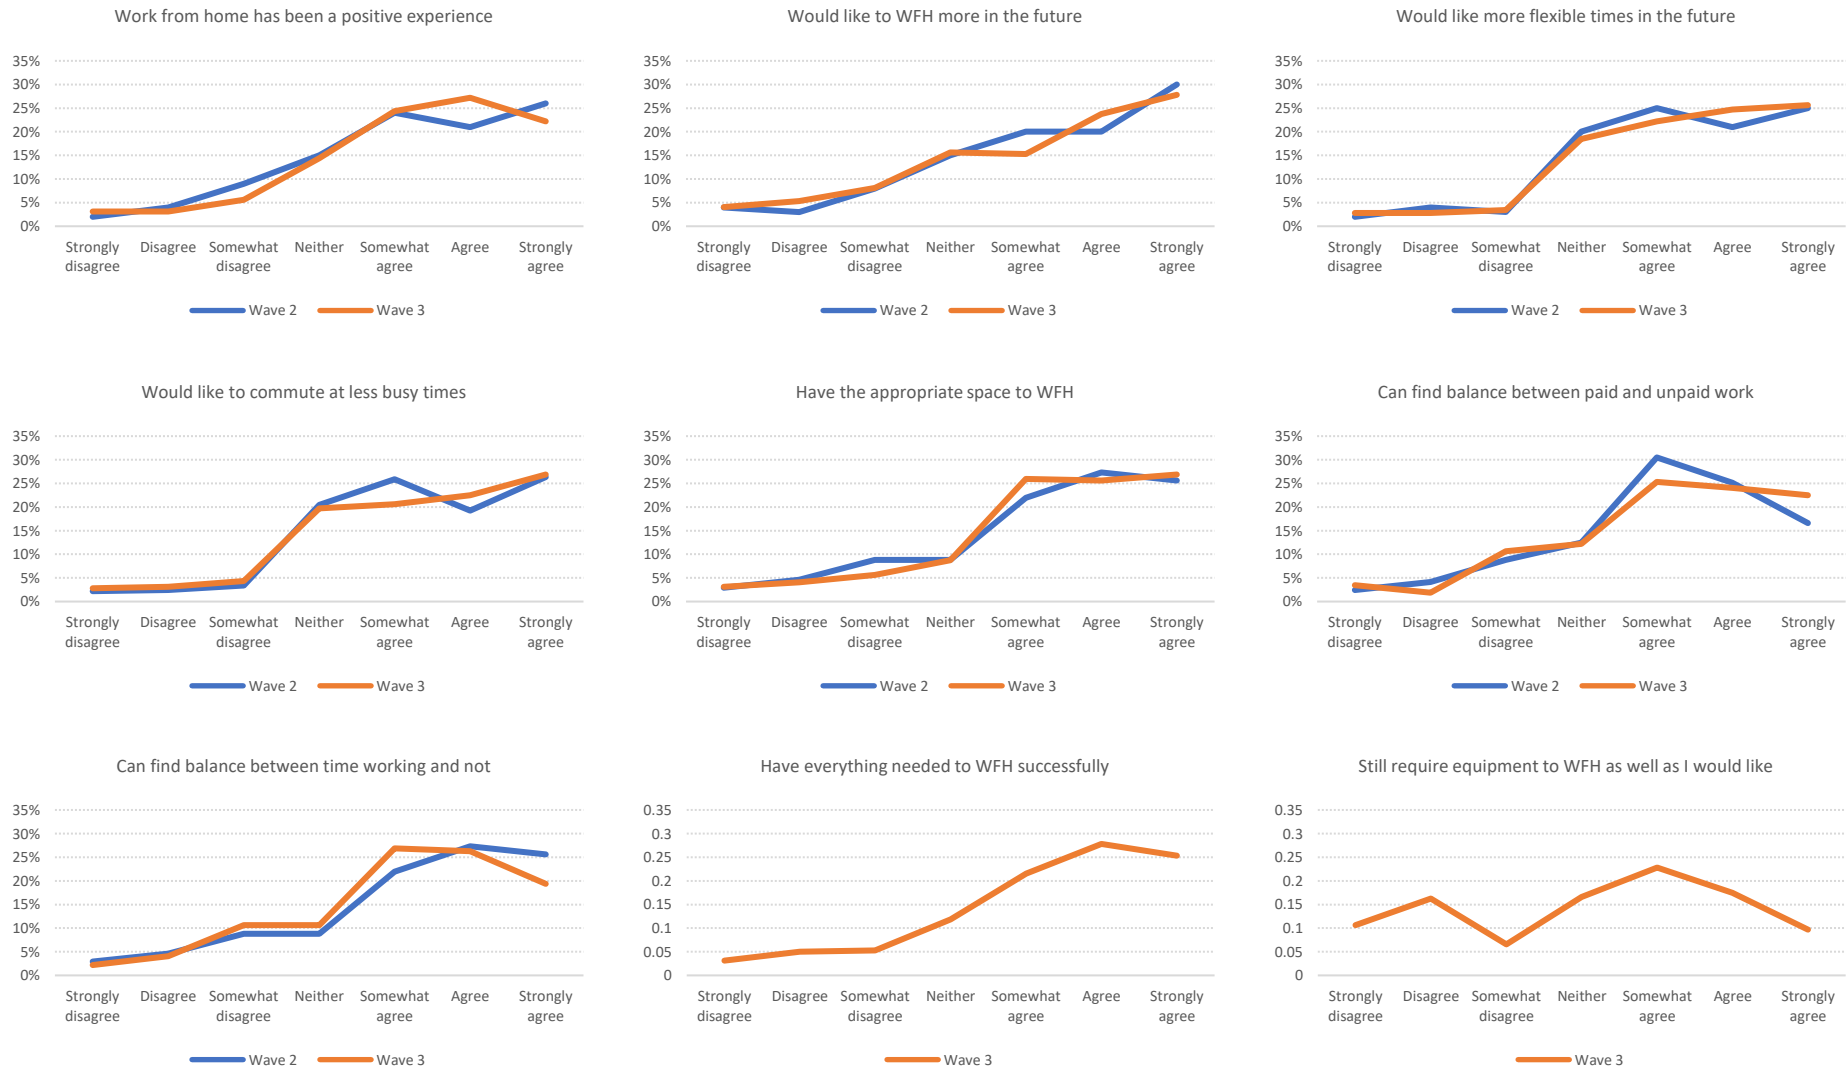 Work from home has been a positive experience
35%
30%
25%
20%
15%
10%
5%
0%
Strongly disagree
Disagree
Somewhat disagree
Neither
Somewhat agree
Agree
Strongly agree
Wave 2
Wave 3
Would like to WFH more in the future
35%
30%
25%
20%
15%
10%
5%
0%
Strongly disagree
Disagree
Somewhat disagree
Neither
Somewhat agree
Agree
Strongly agree
Wave 2
Wave 3
Would like more flexible times in the future
35%
30%
25%
20%
15%
10%
5%
0%
Strongly disagree
Disagree
Somewhat disagree
Neither
Somewhat agree
Agree
Strongly agree
Wave 2
Wave 3
Would like to commute at less busy times
35%
30%
25%
20%
15%
10%
5%
0%
Strongly disagree
Disagree
Somewhat disagree
Neither
Somewhat agree
Agree
Strongly agree
Wave 2
Wave 3
Have the appropriate space to WFH
35%
30%
25%
20%
15%
10%
5%
0%
Strongly disagree
Disagree
Somewhat disagree
Neither
Somewhat agree
Agree
Strongly agree
Wave 2
Wave 3
Can find balance between paid and unpaid work
35%
30%
25%
20%
15%
10%
5%
0%
Strongly disagree
Disagree
Somewhat disagree
Neither
Somewhat agree
Agree
Strongly agree
Wave 2
Wave 3
Can find balance between time working and not
35%
30%
25%
20%
15%
10%
5%
0%
Strongly disagree
Disagree
Somewhat disagree
Neither
Somewhat agree
Agree
Strongly agree
Wave 2
Wave 3
Have everything needed to WFH successfully
0.35
0.3
0.25
0.2
0.15
0.1
0.05
0
Strongly disagree
Disagree
Somewhat disagree
Neither
Somewhat agree
Agree
Strongly agree
Wave 3
Still require equipment to WFH as well as I would like
0.35
0.3
0.25
0.2
0.15
0.1
0.05
0
Strongly disagree
Disagree
Somewhat disagree
Neither
Somewhat agree
Agree
Strongly agree
Wave 3